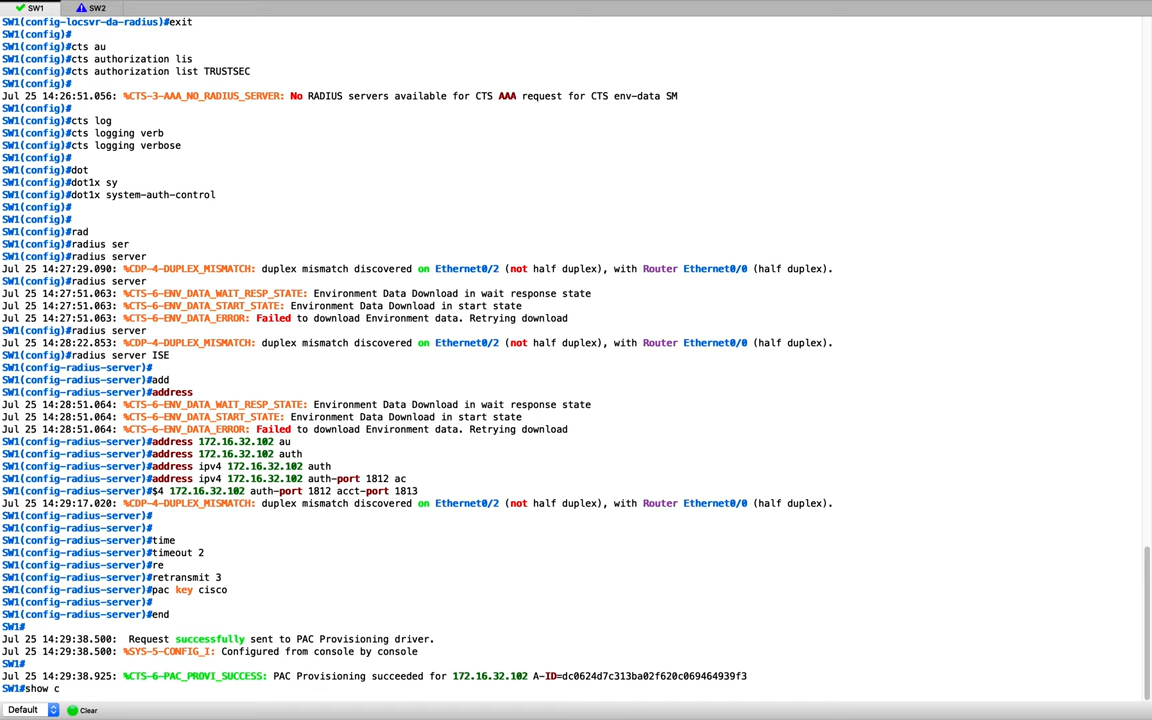 SW1 SW2
SW1(config-locsvr-da-radius)#exit
SW1(config)#
SW1(config)#cts au
SW1(config)#cts authorization lis
SW1(config)#cts authorization list TRUSTSEC
SW1(config)#
Jul 25 14:26:51.056: %CTS-3-AAA_NO_RADIUS_SERVER: No RADIUS servers available for CTS AAA request for CTS env-data SM
SW1(config)#
SW1(config)#cts log
SW1(config)#cts logging verb
SW1(config)#cts logging verbose
SW1(config)#
SW1(config)#dot
SW1(config)#dot1x sy
SW1(config)#dot1x system-auth-control
SW1(config)#
SW1(config)#
SW1(config)#rad
SW1(config)#radius ser
SW1(config)#radius server
Jul 25 14:27:29.090: %CDP-4-DUPLEX_MISMATCH: duplex mismatch discovered on Ethernet0/2 (not half duplex), with Router Ethernet0/0 (half duplex).
SW1(config)#radius server
Jul 25 14:27:51.063: %CTS-6-ENV_DATA_WAIT_RESP_STATE: Environment Data Download in wait response state
Jul 25 14:27:51.063: %CTS-6-ENV_DATA_START_STATE: Environment Data Download in start state
Jul 25 14:27:51.063: %CTS-6-ENV_DATA_ERROR: Failed to download Environment data. Retrying download
SW1(config)#radius server
Jul 25 14:28:22.853: %CDP-4-DUPLEX_MISMATCH: duplex mismatch discovered on Ethernet0/2 (not half duplex), with Router Ethernet0/0 (half duplex).
SW1(config)#radius server ISE
SW1(config-radius-server)#
SW1(config-radius-server)#add
SW1(config-radius-server)#address
Jul 25 14:28:51.064: %CTS-6-ENV_DATA_WAIT_RESP_STATE: Environment Data Download in wait response state
Jul 25 14:28:51.064: %CTS-6-ENV_DATA_START_STATE: Environment Data Download in start state
Jul 25 14:28:51.064: %CTS-6-ENV_DATA_ERROR: Failed to download Environment data. Retrying download
SW1(config-radius-server)#address 172.16.32.102 au
SW1(config-radius-server)#address 172.16.32.102 auth
SW1(config-radius-server)#address ipv4 172.16.32.102 auth
SW1(config-radius-server)#address ipv4 172.16.32.102 auth-port 1812 ac
SW1(config-radius-server)#$4 172.16.32.102 auth-port 1812 acct-port 1813
Jul 25 14:29:17.020: %CDP-4-DUPLEX_MISMATCH: duplex mismatch discovered on Ethernet0/2 (not half duplex), with Router Ethernet0/0 (half duplex).
SW1(config-radius-server)#
SW1(config-radius-server)#
SW1(config-radius-server)#time
SW1(config-radius-server)#timeout 2
SW1(config-radius-server)#re
SW1(config-radius-server)#retransmit 3
SW1(config-radius-server)#pac key cisco
SW1(config-radius-server)#
SW1(config-radius-server)#end
SW1#
Jul 25 14:29:38.500:  Request successfully sent to PAC Provisioning driver.
Jul 25 14:29:38.500: %SYS-5-CONFIG_I: Configured from console by console
SW1#
Jul 25 14:29:38.925: %CTS-6-PAC_PROVI_SUCCESS: PAC Provisioning succeeded for 172.16.32.102 A-ID=dc0624d7c313ba02f620c069464939f3
SW1#show c
Default Clear